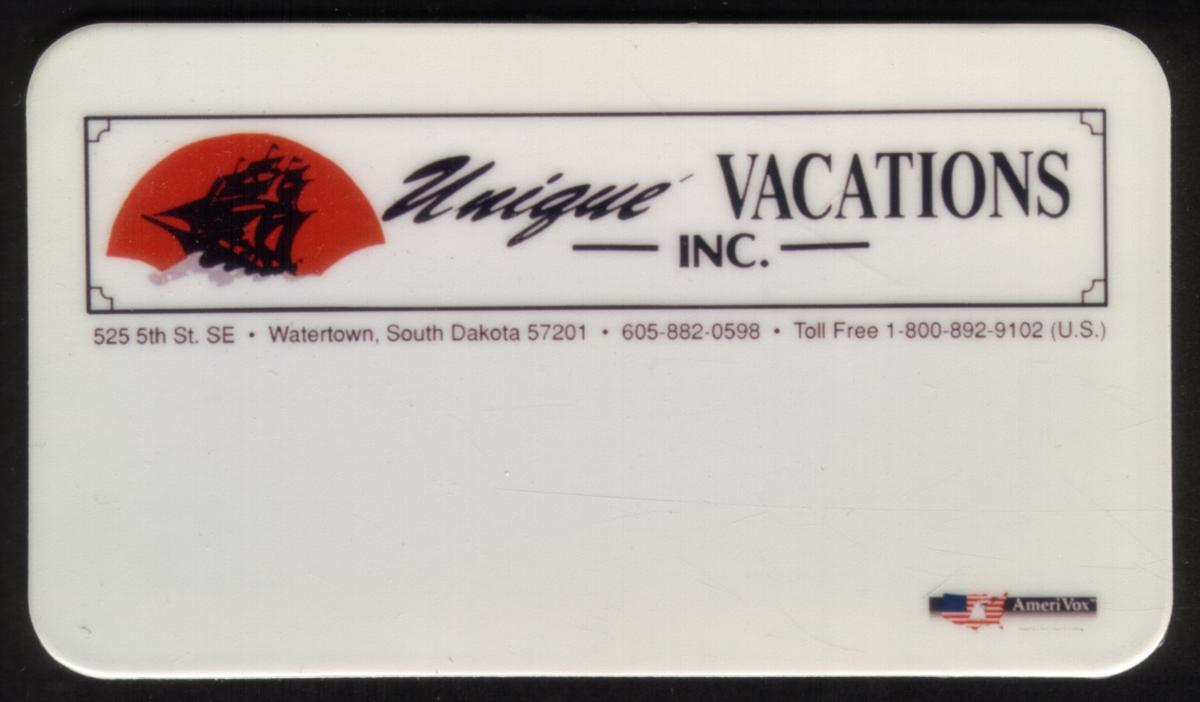 Unique VACATIONS
INC.
525 5th St. SE • Watertown, South Dakota 57201 • 605-882-0598 • Toll Free 1-800-892-9102 (U.S.)
AmeriVox™